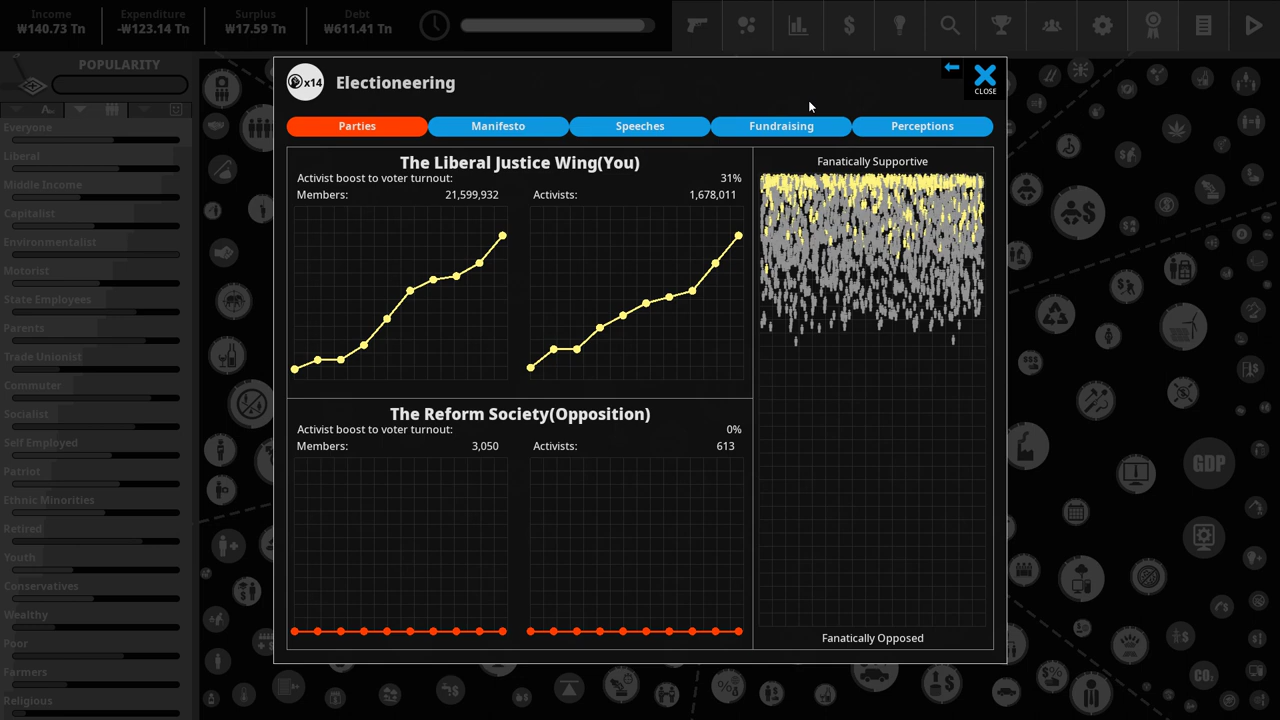 Income
Expenditure
Surplus
Debt
₩140.73 Tn
-₩123.14 Tn
₩17.59 Tn
₩611.41 Tn
POPULARITY
Everyone
Liberal
Middle Income
Capitalist
Environmentalist
Motorist
State Employees
Parents
Trade Unionist
Commuter
Socialist
Self Employed
Patriot
Ethnic Minorities
Retired
Youth
Conservatives
Wealthy
Poor
Farmers
Religious
x14
Electioneering
CLOSE
Parties
Manifesto
Speeches
Fundraising
Perceptions
The Liberal Justice Wing(You)
Activist boost to voter turnout: 31%
Members: 21,599,932
Activists: 1,678,011
The Reform Society(Opposition)
Activist boost to voter turnout: 0%
Members: 3,050
Activists: 613
Fanatically Supportive
Fanatically Opposed
GDP
CO₂